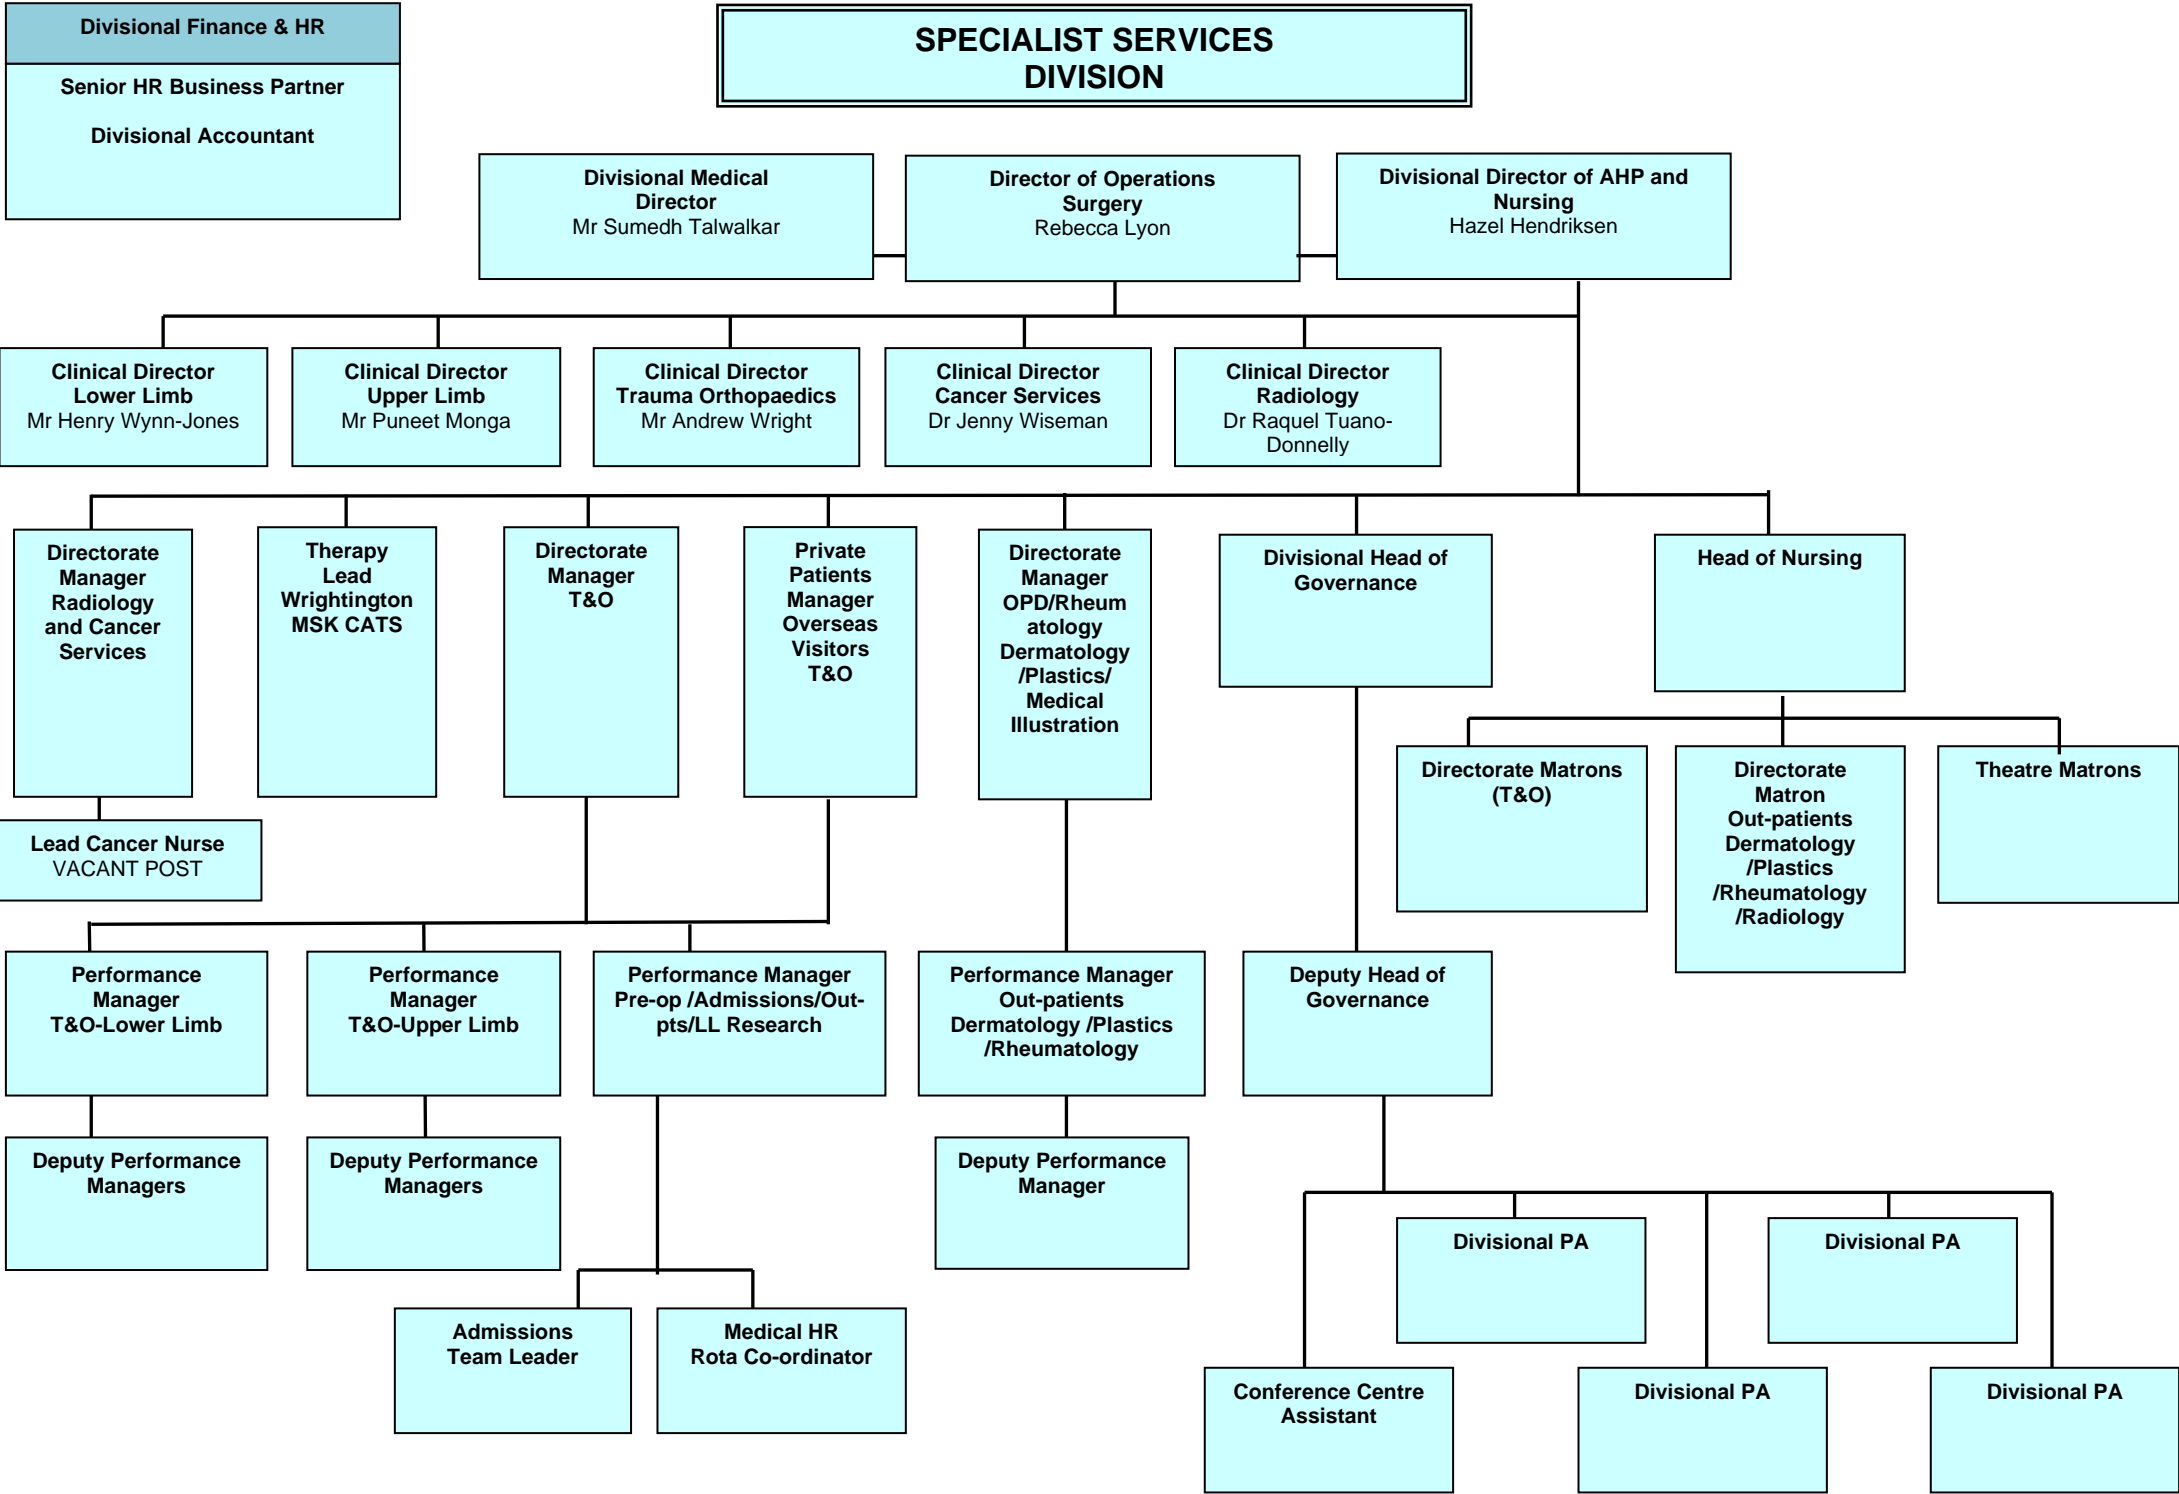 Divisional Finance & HR
Senior HR Business Partner
Divisional Accountant
SPECIALIST SERVICES
DIVISION
Divisional Medical
Director
Mr Sumedh Talwalkar
Director of Operations
Surgery
Rebecca Lyon
Divisional Director of AHP and
Nursing
Hazel Hendriksen
Clinical Director
Lower Limb
Mr Henry Wynn-Jones
Clinical Director
Upper Limb
Mr Puneet Monga
Clinical Director
Trauma Orthopaedics
Mr Andrew Wright
Clinical Director
Cancer Services
Dr Jenny Wiseman
Clinical Director
Radiology
Dr Raquel Tuano-
Donnelly
Directorate
Manager
Radiology
and Cancer
Services
Therapy
Lead
Wrightington
MSK CATS
Directorate
Manager
T&O
Private
Patients
Manager
Overseas
Visitors
T&O
Directorate
Manager
OPD/Rheum
atology
Dermatology
/Plastics/
Medical
Illustration
Divisional Head of
Governance
Head of Nursing
Directorate Matrons
(T&O)
Directorate
Matron
Out-patients
Dermatology
/Plastics
/Rheumatology
/Radiology
Theatre Matrons
Lead Cancer Nurse
VACANT POST
Performance
Manager
T&O-Lower Limb
Performance
Manager
T&O-Upper Limb
Performance Manager
Pre-op /Admissions/Out-
pts/LL Research
Performance Manager
Out-patients
Dermatology /Plastics
/Rheumatology
Deputy Head of
Governance
Deputy Performance
Managers
Deputy Performance
Managers
Deputy Performance
Manager
Divisional PA
Divisional PA
Admissions
Team Leader
Medical HR
Rota Co-ordinator
Conference Centre
Assistant
Divisional PA
Divisional PA